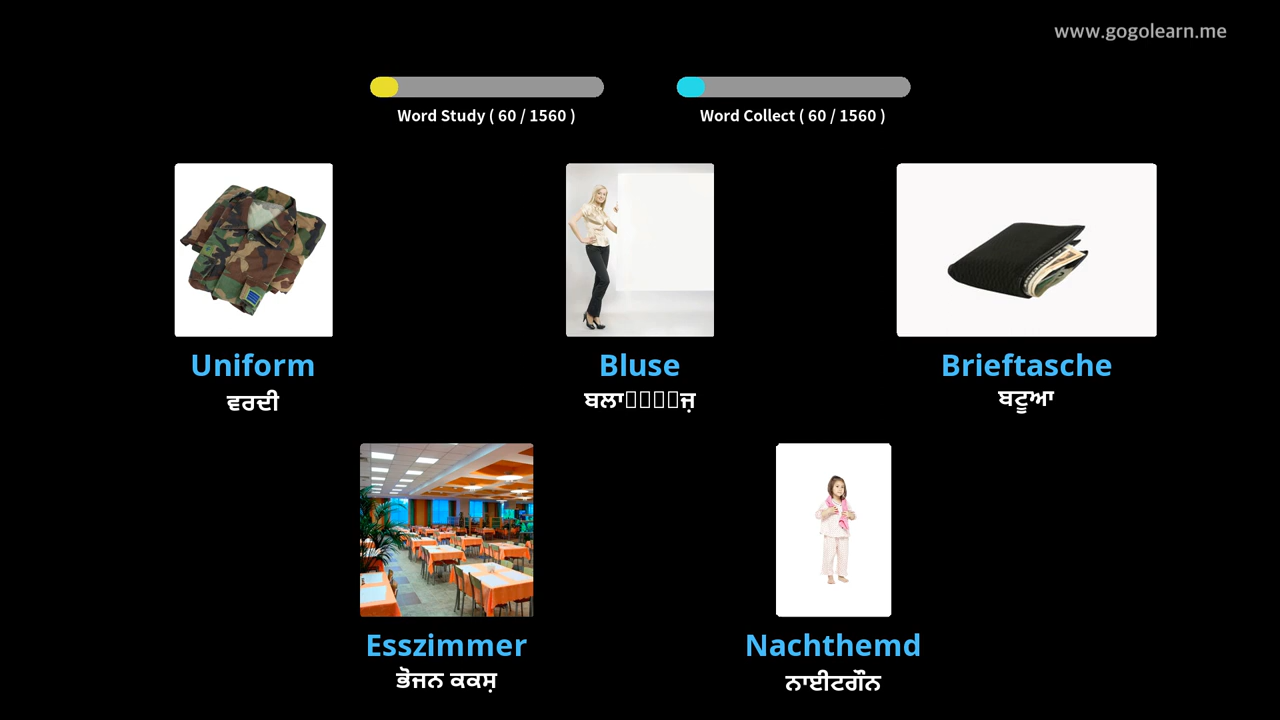 www.gogolearn.me
Word Study ( 60 / 1560 )
Word Collect ( 60 / 1560 )
Uniform
ਵਰਦੀ
Bluse
Brieftasche
ਬਟੂਆ
Esszimmer
ਭੋਜਨ ਕਕਸ਼
Nachthemd
ਨਾਈਟਗੌਨ